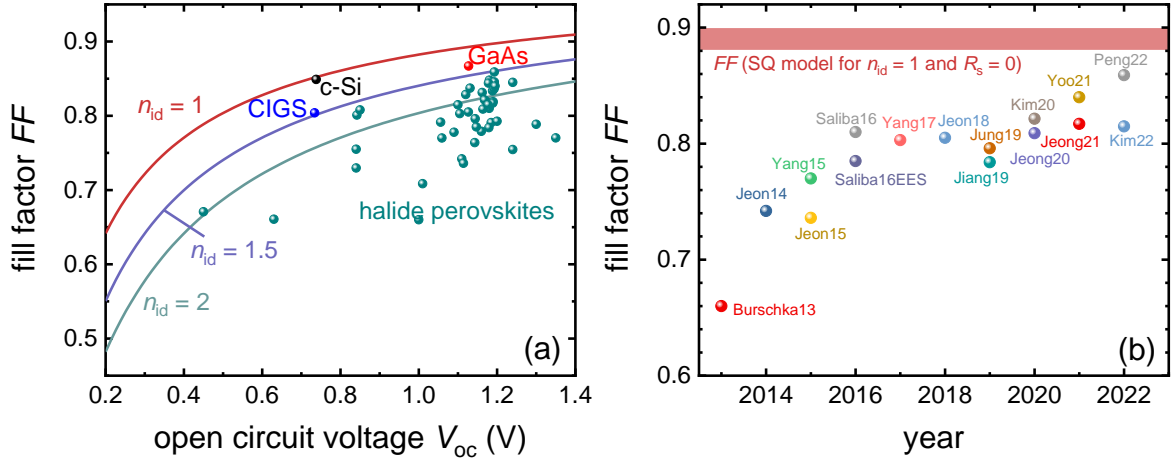 0.9
0.8
0.7
0.6
0.5
0.2 0.4 0.6 0.8 1.0 1.2 1.4
fill factor FF
open circuit voltage Voc (V)
nid = 1
CIGS
c-Si
GaAs
halide perovskites
nid = 1.5
nid = 2
(a)
0.9
0.8
0.7
0.6
2014 2016 2018 2020 2022
fill factor FF
year
FF (SQ model for nid = 1 and Rs = 0)
Peng22
Yoo21
Kim20
Saliba16
Yang17
Jeon18
Jung19
Jeong21
Kim22
Yang15
Saliba16EES
Jiang19
Jeong20
Jeon14
Jeon15
Burschka13
(b)